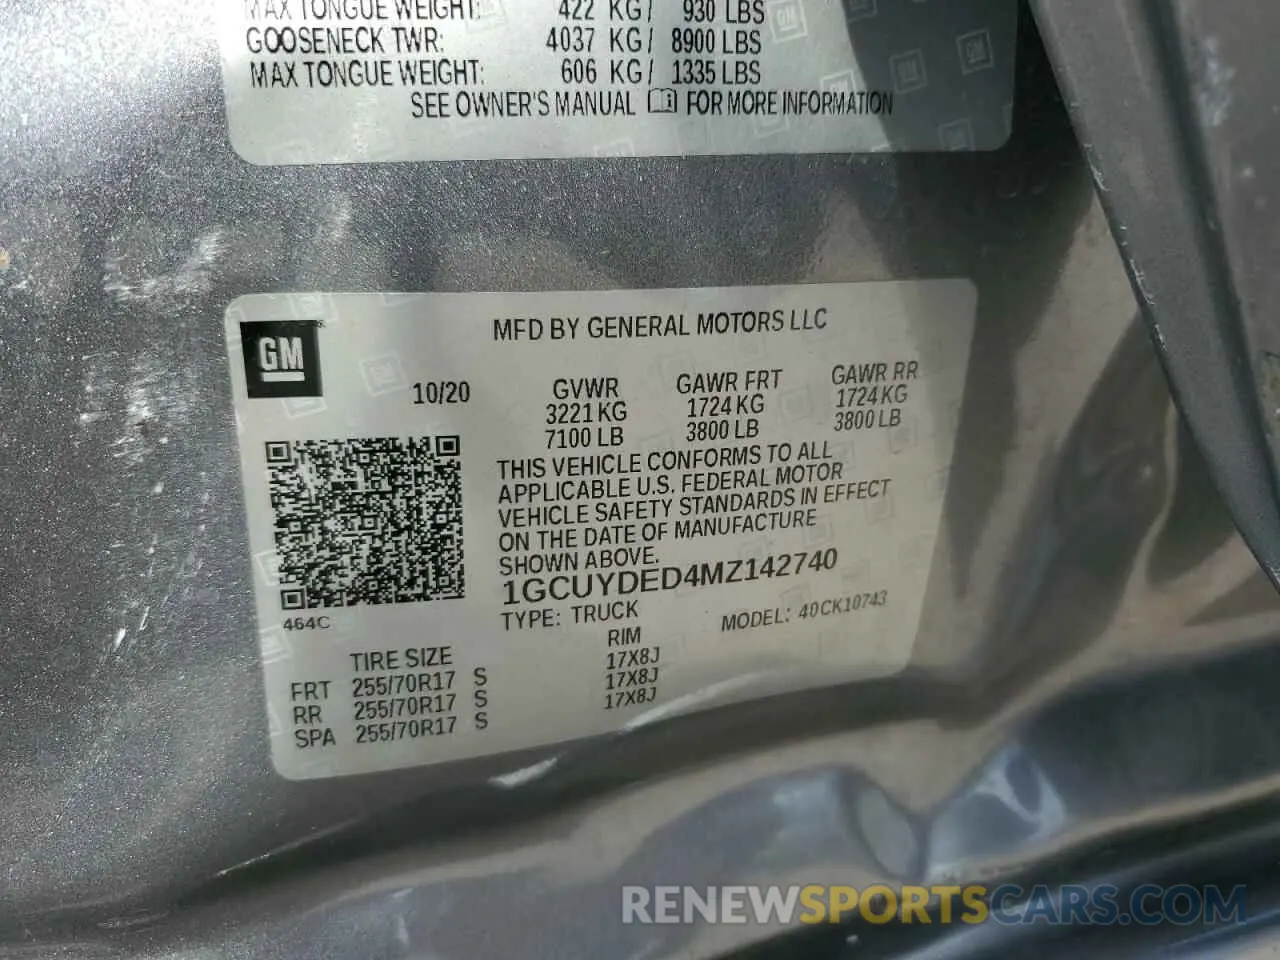 MAX TONGUE WEIGHT: 422 KG/ 930 LBS
GOOSENECK TWR: 4037 KG/ 8900 LBS
MAX TONGUE WEIGHT: 606 KG/ 1335 LBS
SEE OWNER'S MANUAL FOR MORE INFORMATION
GM
MFD BY GENERAL MOTORS LLC
10/20 GVWR GAWR FRT GAWR RR
3221 KG 1724 KG 1724 KG
7100 LB 3800 LB 3800 LB
THIS VEHICLE CONFORMS TO ALL
APPLICABLE U.S. FEDERAL MOTOR
VEHICLE SAFETY STANDARDS IN EFFECT
ON THE DATE OF MANUFACTURE
SHOWN ABOVE.
1GCUYDED4MZ142740
464C
TYPE: TRUCK MODEL: 40CK10743
TIRE SIZE RIM
FRT 255/70R17 S 17X8J
RR 255/70R17 S 17X8J
SPA 255/70R17 S 17X8J
RENEWSPORTSCARS.COM